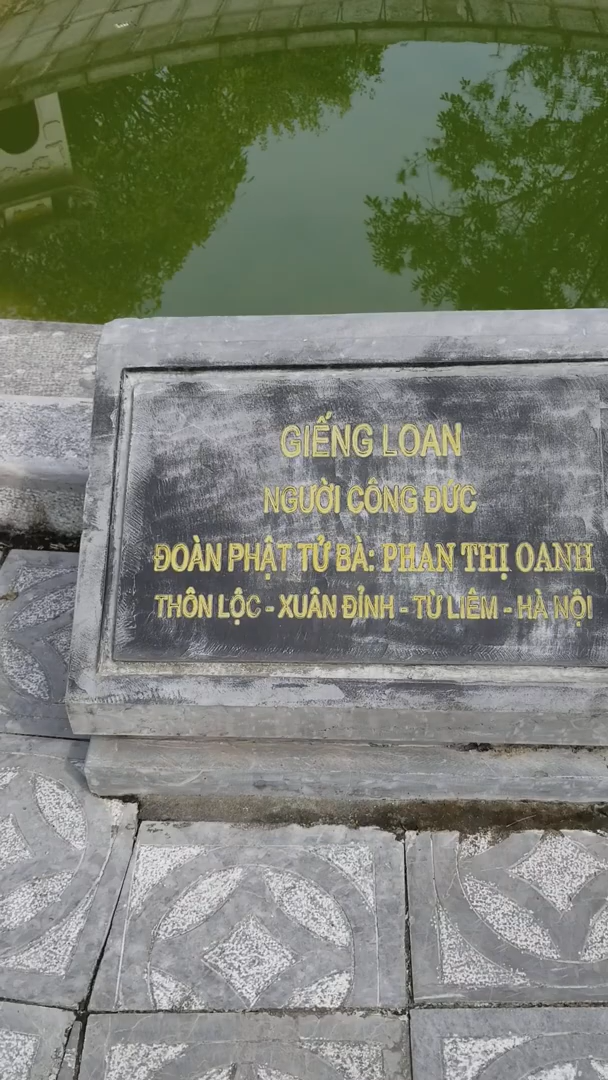 GIẾNG LOAN
NGƯỜI CÔNG ĐỨC
ĐOÀN PHẬT TỬ BÀ: PHAN THỊ OANH
THÔN LỘC - XUÂN ĐỈNH - TỪ LIÊM - HÀ NỘI